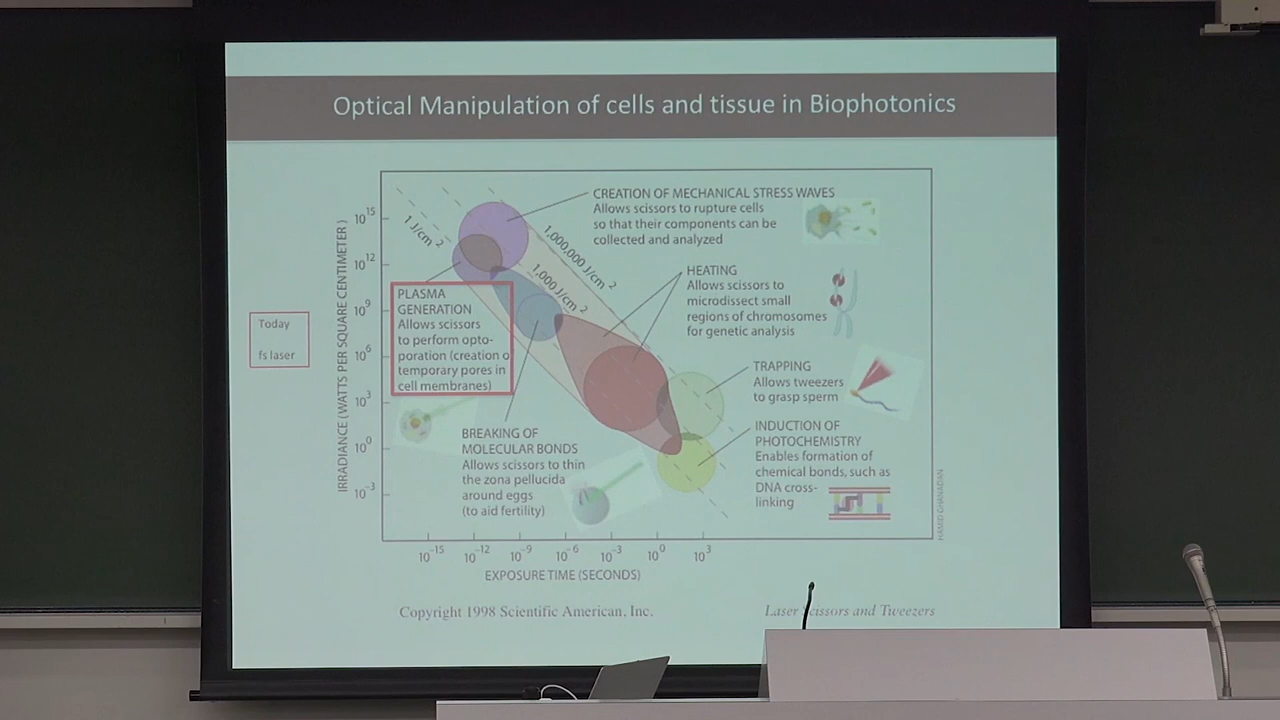 Optical Manipulation of cells and tissue in Biophotonics
CREATION OF MECHANICAL STRESS WAVES
Allows scissors to rupture cells
so that their components can be
collected and analyzed
HEATING
Allows scissors to
microdissect small
regions of chromosomes
for genetic analysis
TRAPPING
Allows tweezers
to grasp sperm
INDUCTION OF
PHOTOCHEMISTRY
Enables formation of
chemical bonds, such as
DNA cross-
linking
PLASMA
GENERATION
Allows scissors
to perform opto-
poration (creation o
temporary pores in
cell membranes)
BREAKING OF
MOLECULAR BONDS
Allows scissors to thin
the zona pellucida
around eggs
(to aid fertility)
1 J/cm 2
1,000 J/cm 2
1,000,000 J/cm 2
Today
fs laser
IRRADIANCE (WATTS PER SQUARE CENTIMETER)
10^15
10^12
10^9
10^6
10^3
10^0
10^-3
10^-15 10^-12 10^-9 10^-6 10^-3 10^0 10^3
EXPOSURE TIME (SECONDS)
HAMID GHANADAN
Copyright 1998 Scientific American, Inc.
Laser Scissors and Tweezers